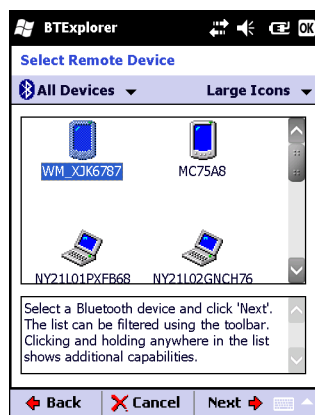 BTExplorer OK
Select Remote Device
All Devices Large Icons
WM_XJK6787 MC75A8
NY21L01PXFB68 NY21L02GNCH76
Select a Bluetooth device and click 'Next'.
The list can be filtered using the toolbar.
Clicking and holding anywhere in the list
shows additional capabilities.
Back Cancel Next